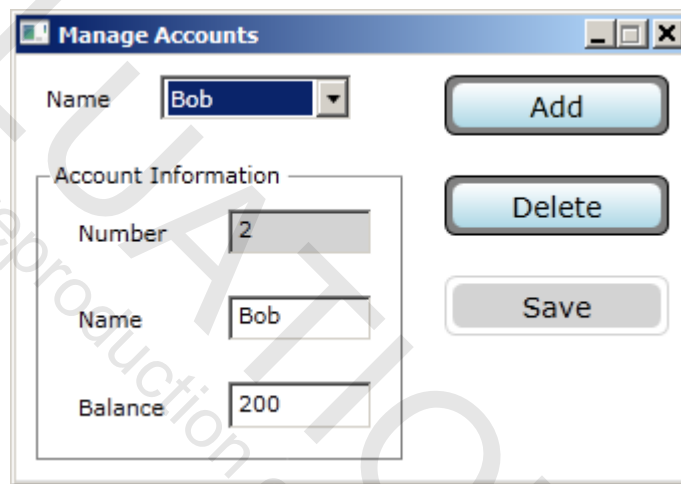 Manage Accounts
Name Bob
Add
Account Information
Delete
Number 2
Save
Name Bob
Balance 200